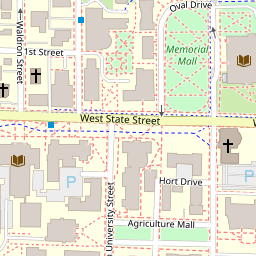 Oval Drive
Waldron Street
1st Street
Memorial
Mall
West State Street
W
P
P
Hort Drive
University Street
Agriculture Mall